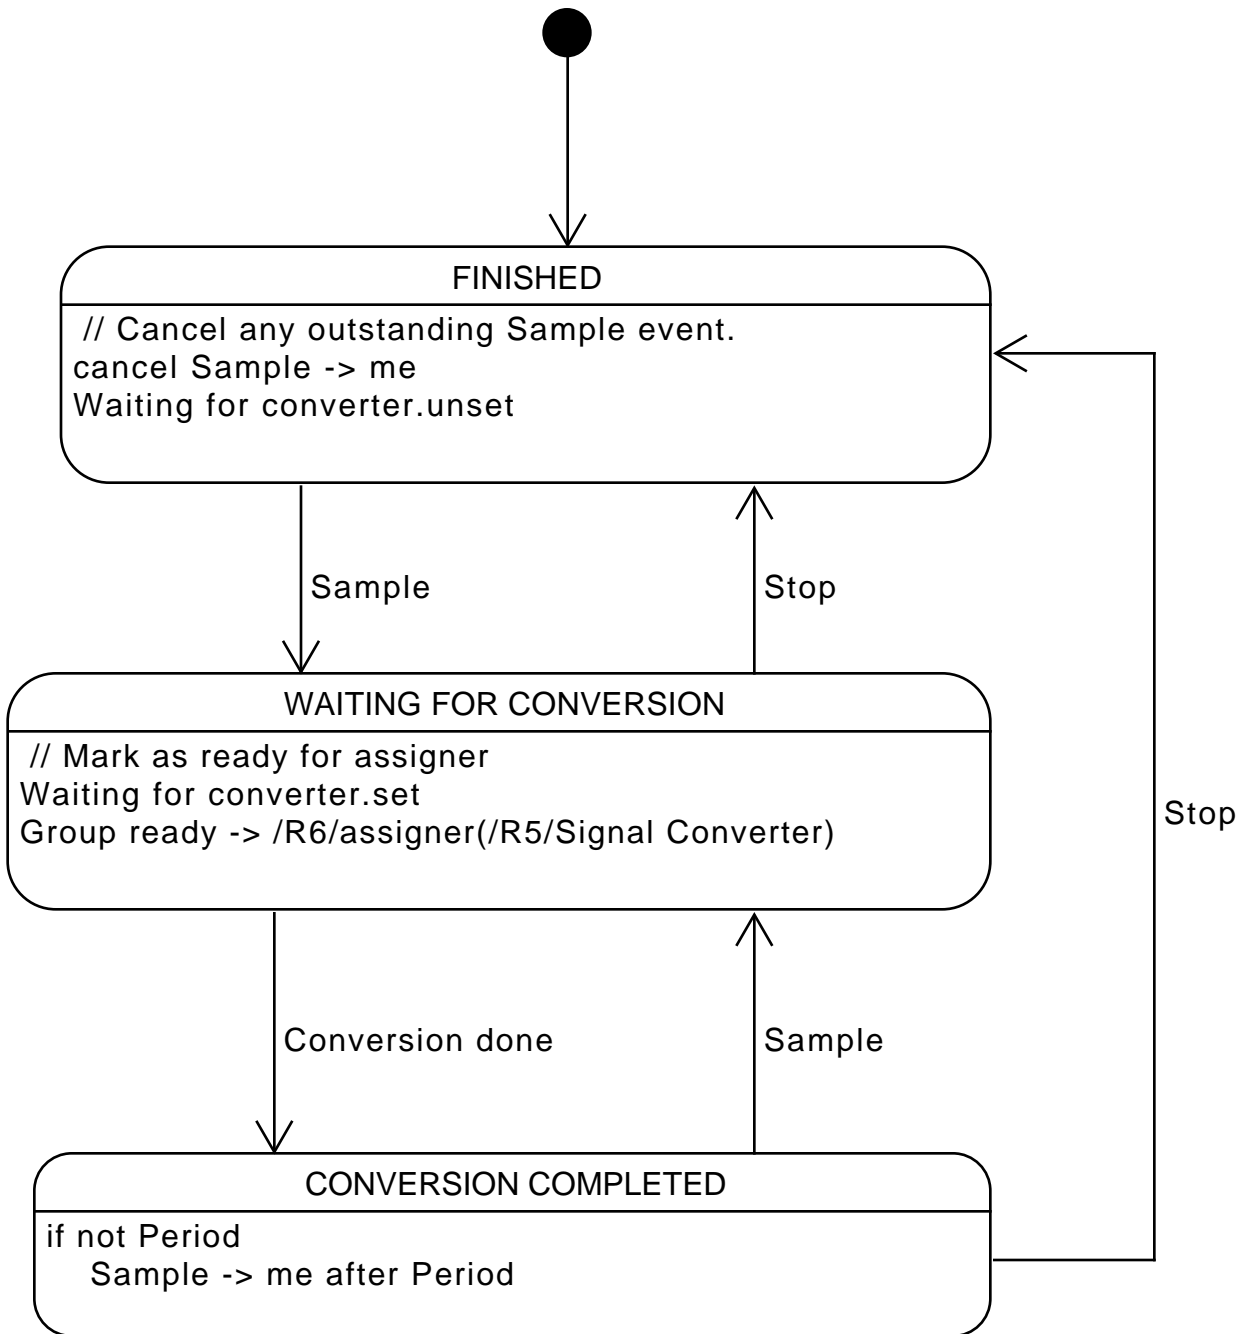 FINISHED
// Cancel any outstanding Sample event.
cancel Sample -> me
Waiting for converter.unset
Sample
Stop
WAITING FOR CONVERSION
// Mark as ready for assigner
Waiting for converter.set
Group ready -> /R6/assigner(/R5/Signal Converter)
Stop
Conversion done
Sample
CONVERSION COMPLETED
if not Period
Sample -> me after Period